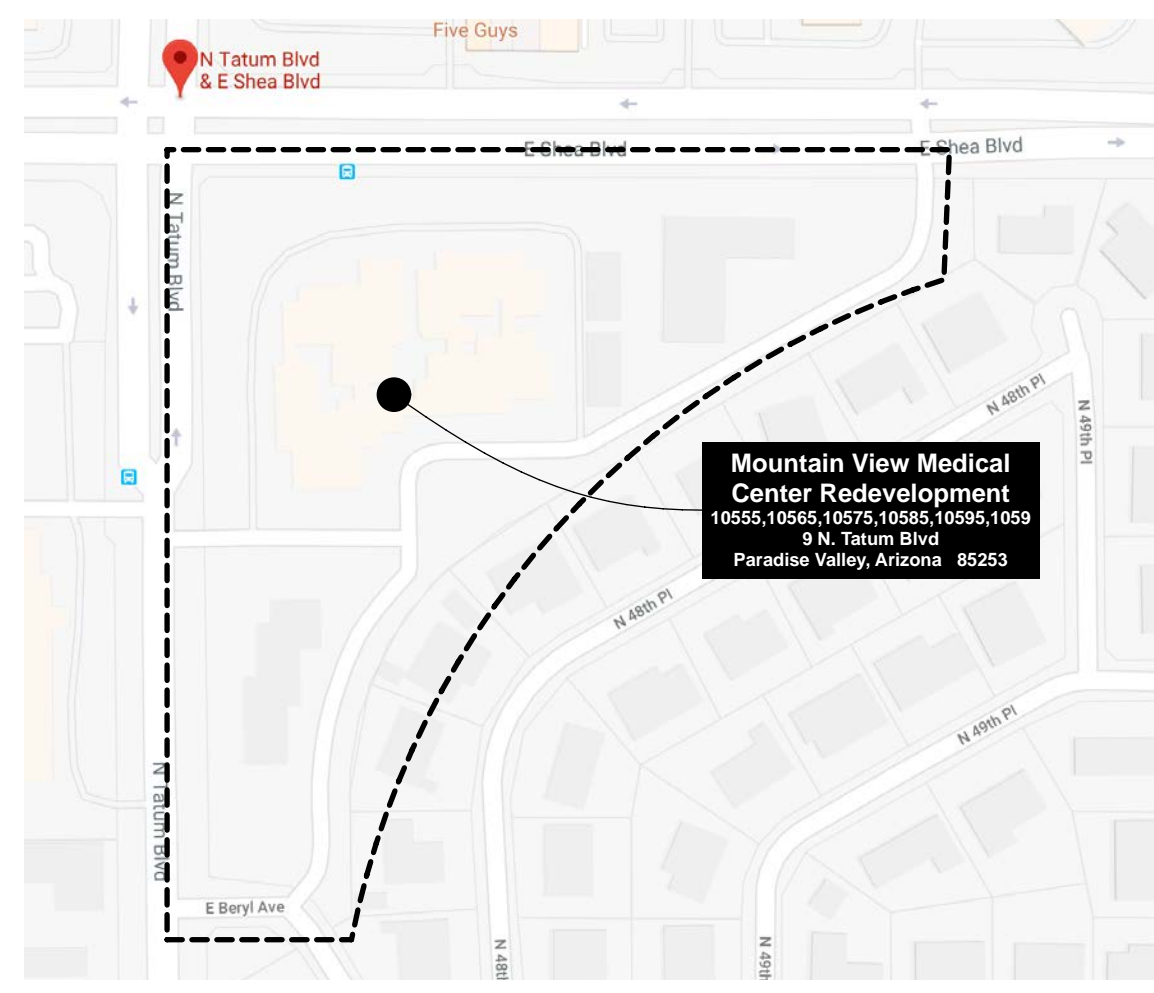 Five Guys
N Tatum Blvd
& E Shea Blvd
E Shea Blvd
E Shea Blvd
N Tatum Blvd
N 48th Pl
N 49th Pl
Mountain View Medical
Center Redevelopment
10555,10565,10575,10585,10595,1059
9 N. Tatum Blvd
Paradise Valley, Arizona   85253
N 48th Pl
N 49th Pl
N Tatum Blvd
E Beryl Ave
N 48t
N 49th